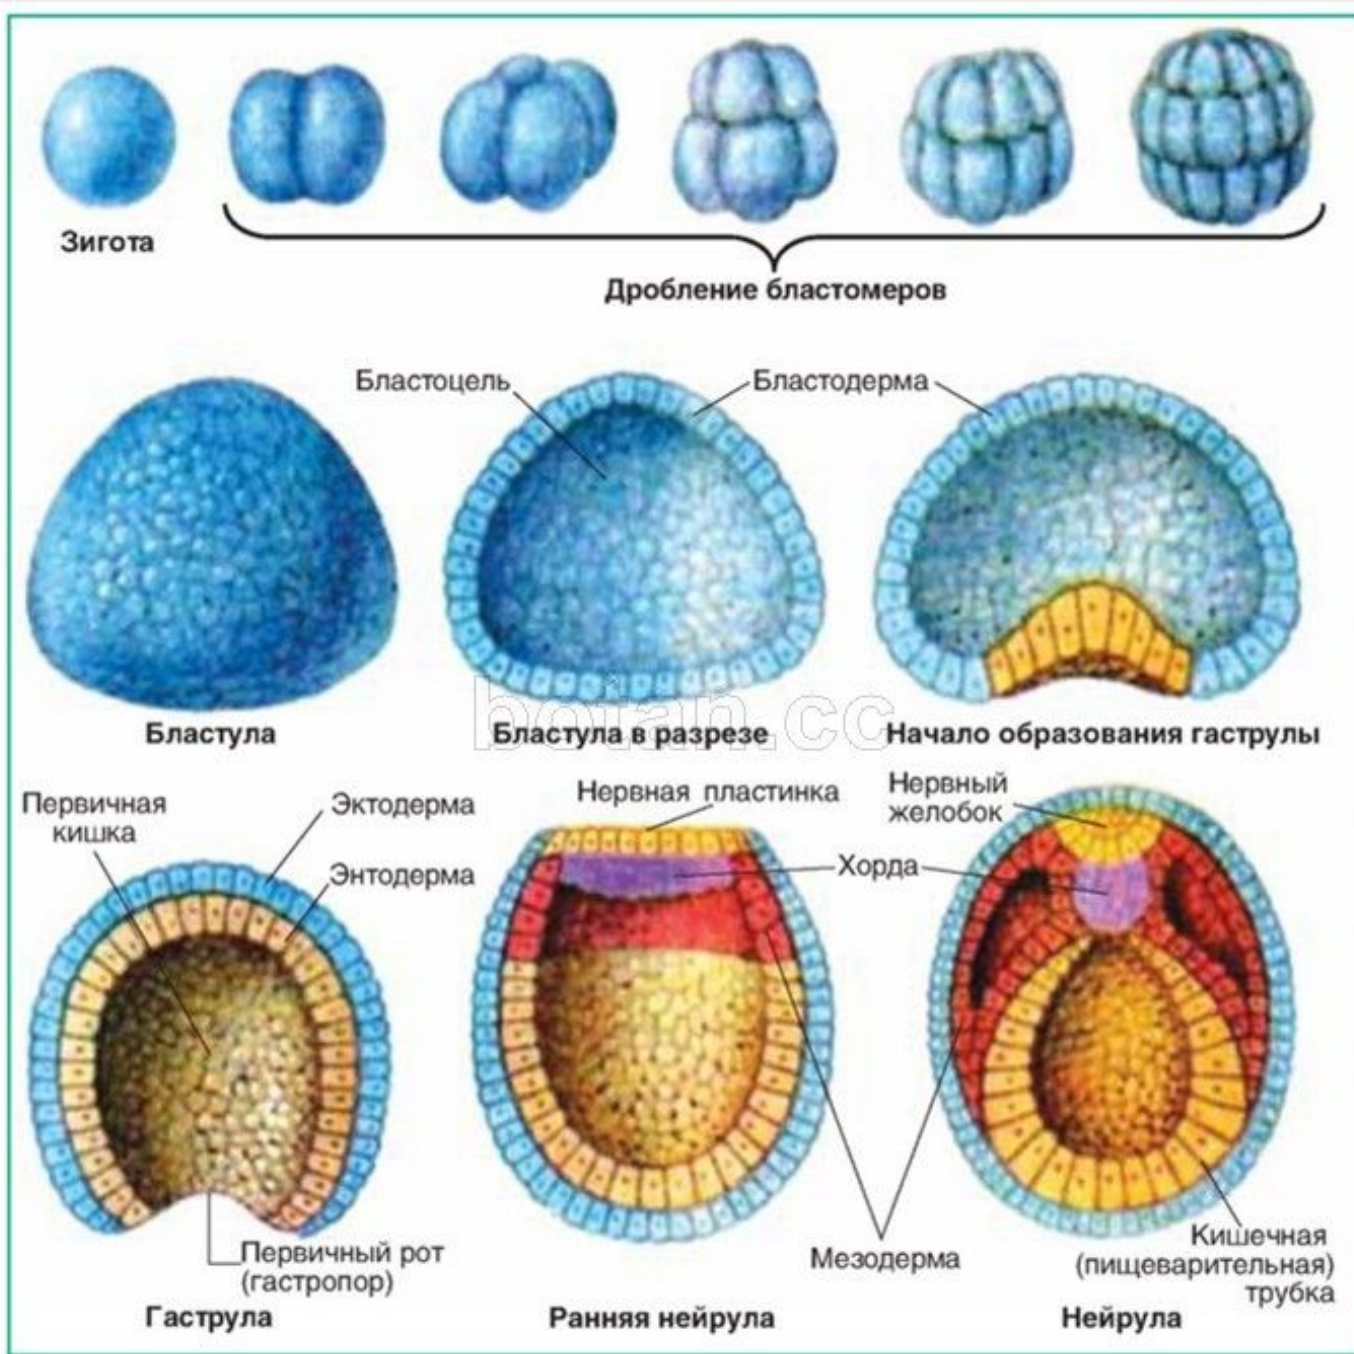 Зигота
Дробление бластомеров
Бластоцель
Бластодерма
Бластула
Бластула в разрезе
Начало образования гаструлы
botan.cc
Первичная
кишка
Эктодерма
Энтодерма
Нервная пластинка
Нервный
желобок
Хорда
Первичный рот
(гастропор)
Мезодерма
Кишечная
(пищеварительная)
трубка
Гаструла
Ранняя нейрула
Нейрула